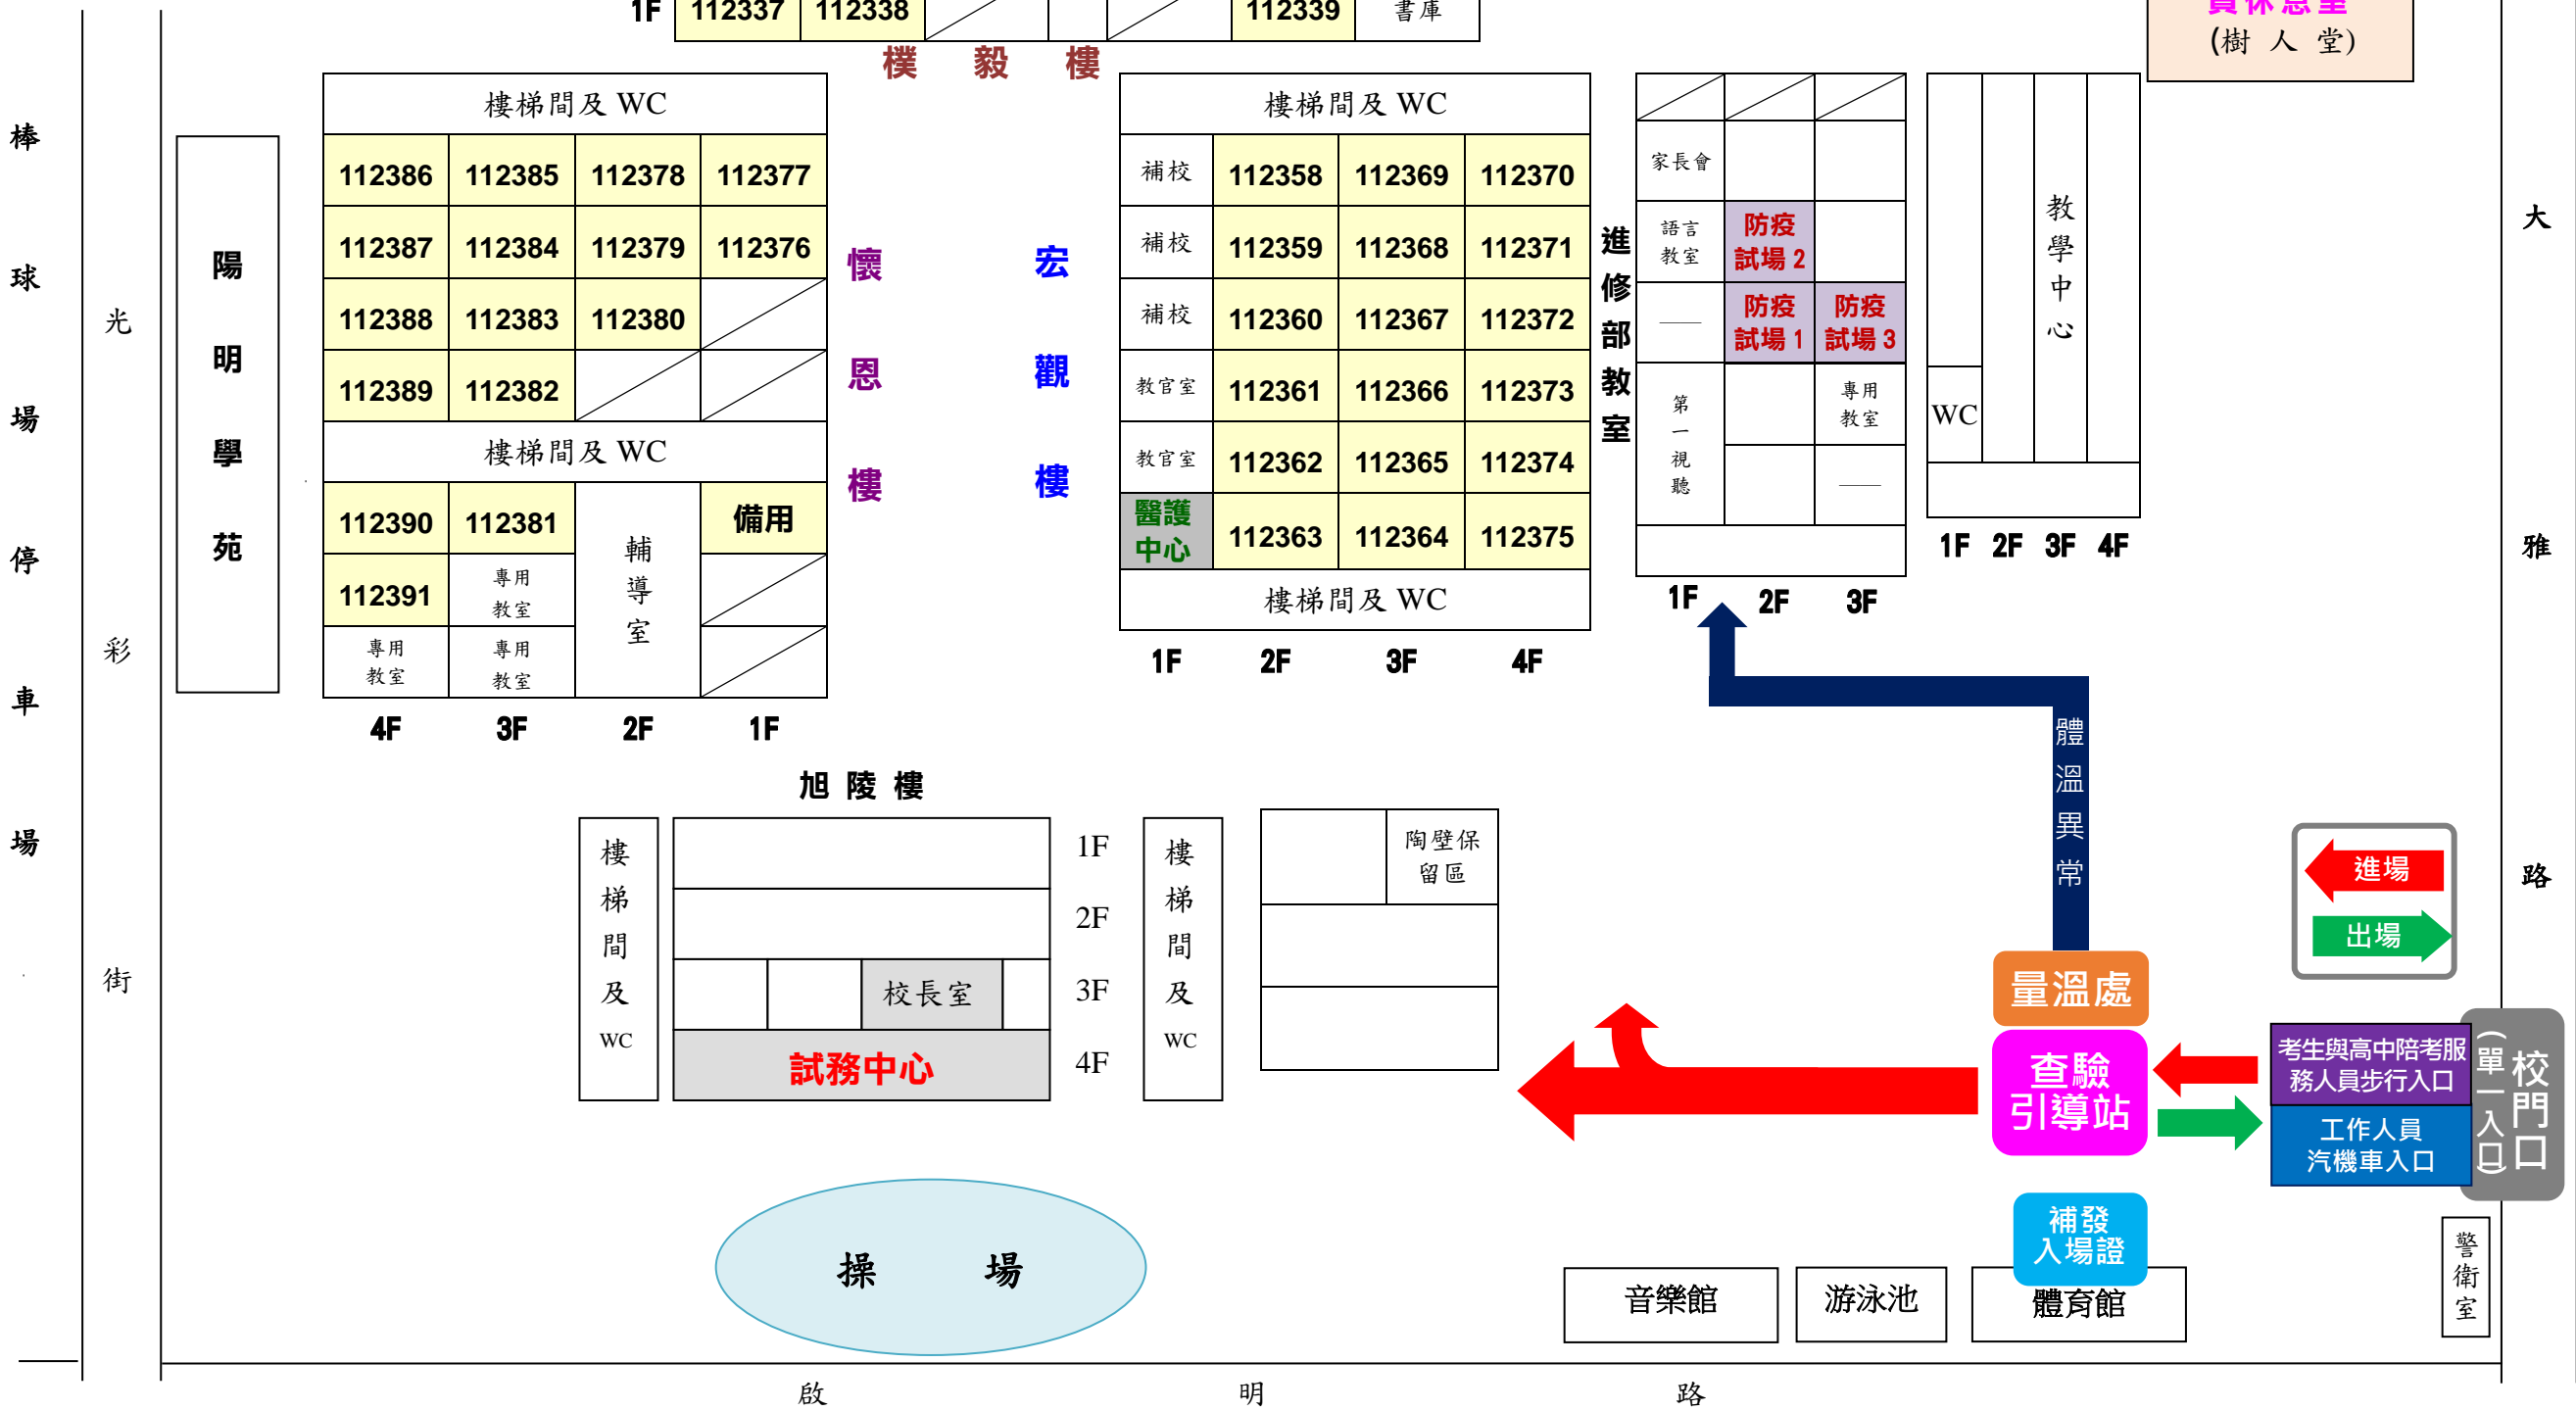 1F 112337 112338 112339 書庫
樸毅樓
(樹人堂)
棒球場停車場
光彩街
陽明學苑
樓梯間及 WC
112386 112385 112378 112377
112387 112384 112379 112376
112388 112383 112380
112389 112382
樓梯間及 WC
112390 112381 輔導室 備用
112391 專用教室
專用教室 專用教室
4F 3F 2F 1F
懷恩樓
宏觀樓
樓梯間及 WC
補校 112358 112369 112370
補校 112359 112368 112371
補校 112360 112367 112372
教官室 112361 112366 112373
教官室 112362 112365 112374
醫護中心 112363 112364 112375
樓梯間及 WC
1F 2F 3F 4F
進修部教室
家長會
語言教室 防疫試場 2
防疫試場 1 防疫試場 3
第一視聽 專用教室
1F 2F 3F
WC 教學中心
1F 2F 3F 4F
大雅路
旭陵樓
樓梯間及WC
1F
2F
校長室 3F
試務中心 4F
樓梯間及WC
陶壁保留區
體溫異常
進場
出場
量溫處
查驗
引導站
考生與高中陪考服
務人員步行入口
工作人員
汽機車入口
校門口
(單一入口)
補發
入場證
警衛室
操場
音樂館
游泳池
體育館
啟明路